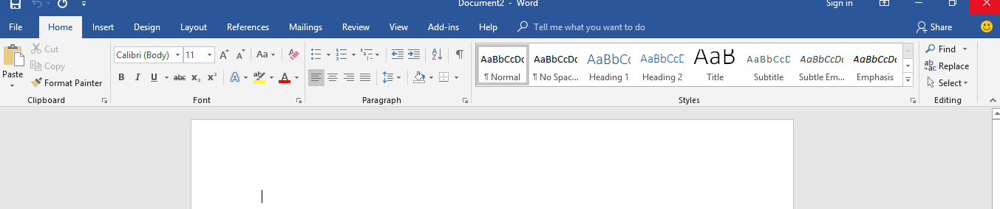 Document2 - Word Sign in
File Home Insert Design Layout References Mailings Review View Add-ins Help Tell me what you want to do Share
Paste
Cut
Copy
Format Painter
Clipboard
Calibri (Body) 11 Aa
B I U abc x₂ x² A ab A
Font
Paragraph
AaBbCcDc AaBbCcDc AaBbCc AaBbCcD AaB AaBbCcD AaBbCcDc AaBbCcDc
¶ Normal ¶ No Spac... Heading 1 Heading 2 Title Subtitle Subtle Em... Emphasis
Styles
Find
Replace
Select
Editing